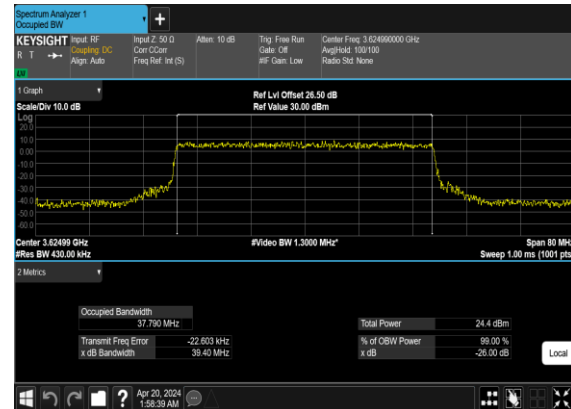 Spectrum Analyzer 1
Occupied BW
+
KEYSIGHT Input: RF Input Z: 50 Ω Atten: 10 dB Trig: Free Run Center Freq: 3.624990000 GHz
R T Coupling: DC Corr CCorr Gate: Off Avg|Hold: 100/100
Align: Auto Freq Ref: Int (S) #IF Gain: Low Radio Std: None
LXI
1 Graph Ref Lvl Offset 26.50 dB
Scale/Div 10.0 dB Ref Value 30.00 dBm
Log
20.0
10.0
0.00
-10.0
-20.0
-30.0
-40.0
-50.0
-60.0
Center 3.62499 GHz #Video BW 1.3000 MHz* Span 80 MHz
#Res BW 430.00 kHz Sweep 1.00 ms (1001 pts)
2 Metrics
Occupied Bandwidth
37.790 MHz Total Power 24.4 dBm
Transmit Freq Error -22.603 kHz % of OBW Power 99.00 %
x dB Bandwidth 39.40 MHz x dB -26.00 dB
Local
? Apr 20, 2024
1:58:39 AM